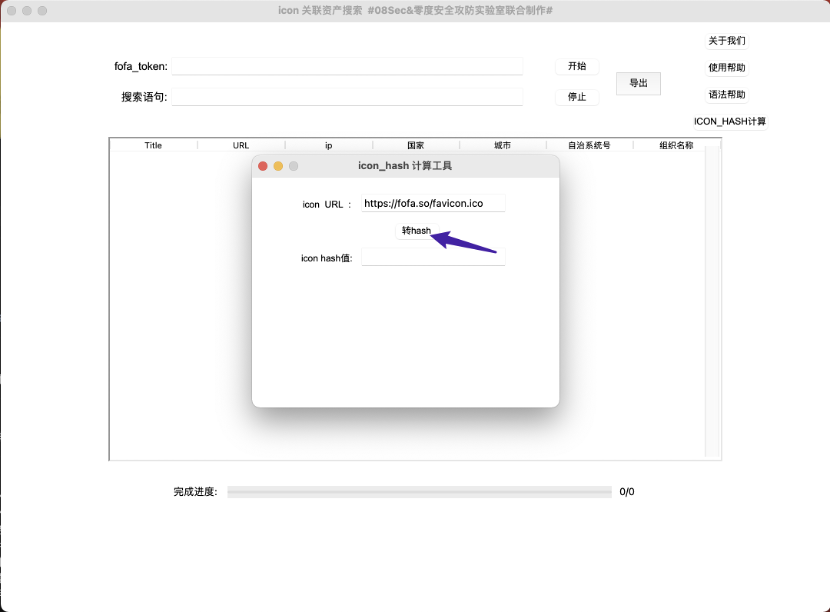 icon 关联资产搜索 #08Sec&零度安全攻防实验室联合制作#
关于我们
fofa_token:
开始
使用帮助
导出
搜索语句:
停止
语法帮助
ICON_HASH计算
Title URL ip 国家 城市 自治系统号 组织名称
icon_hash 计算工具
icon URL : https://fofa.so/favicon.ico
转hash
icon hash值:
完成进度: 0/0